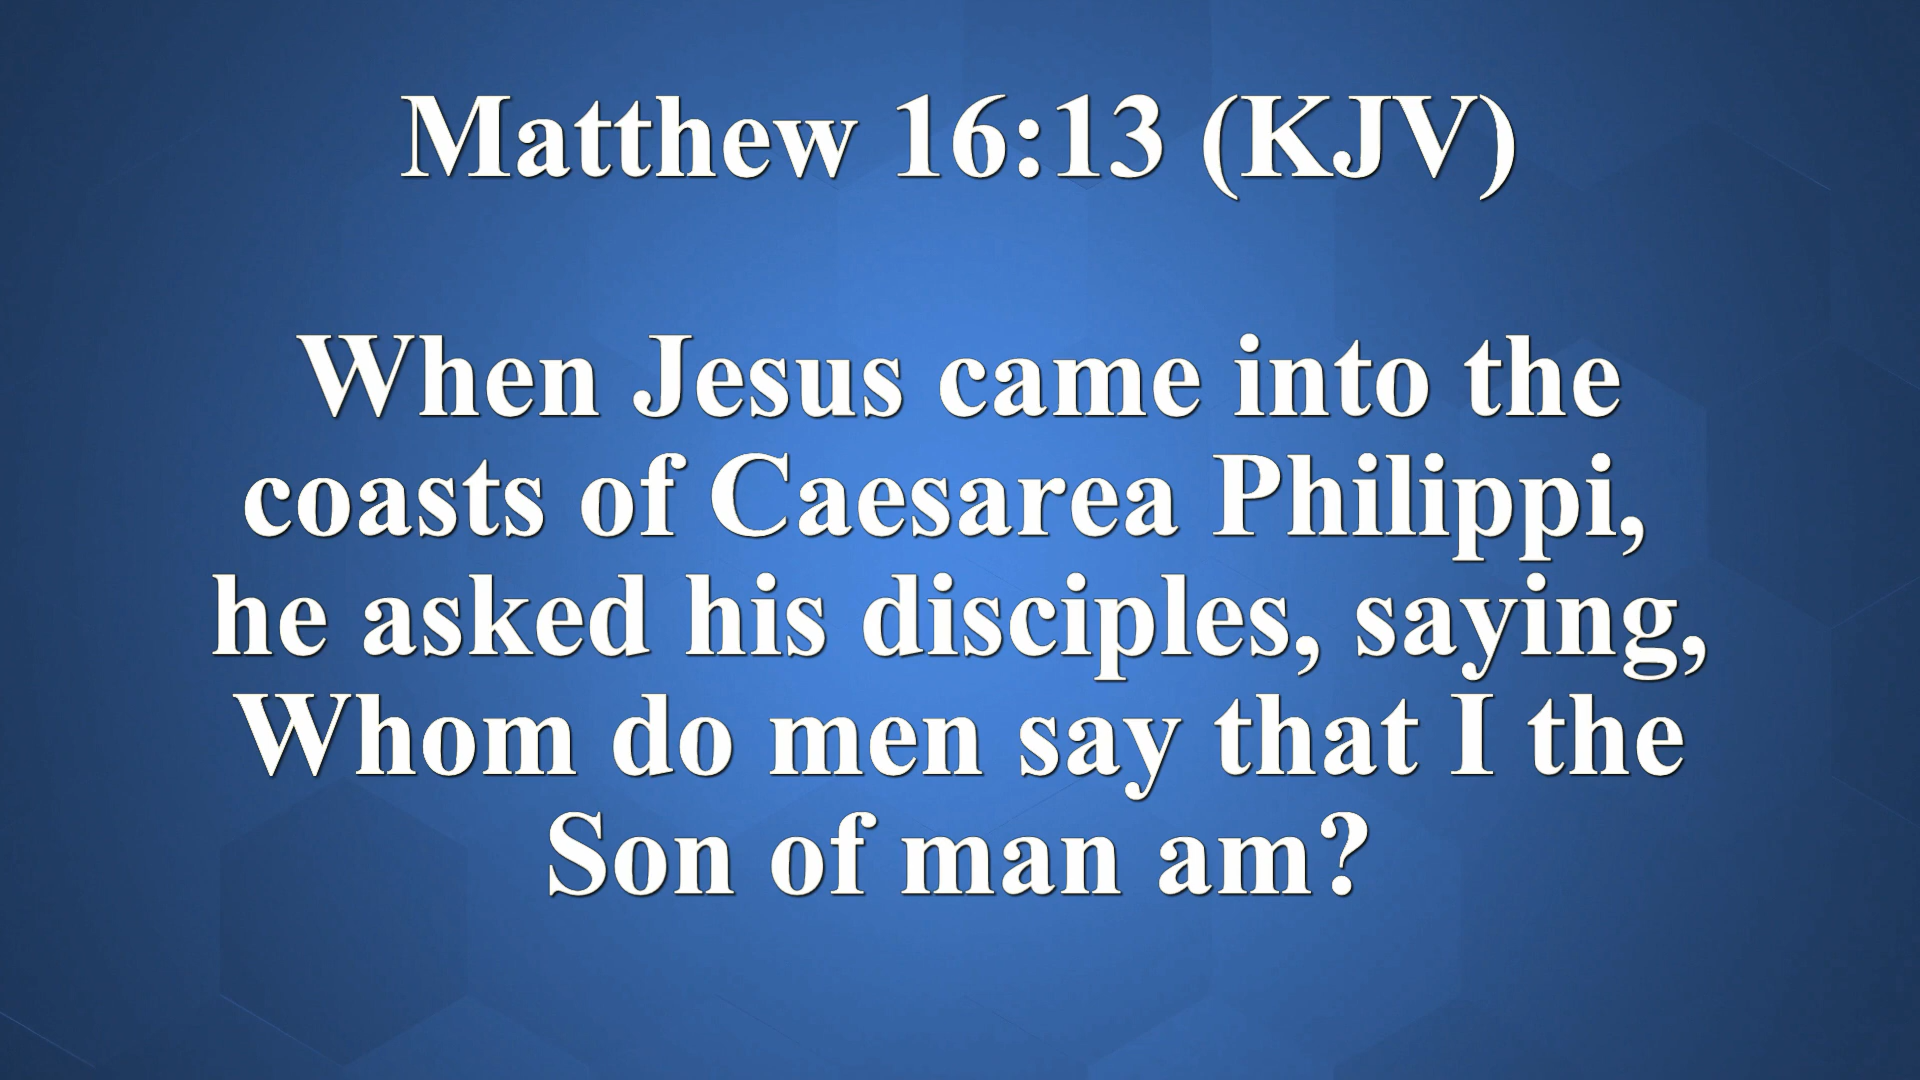 Matthew 16:13 (KJV)
When Jesus came into the
coasts of Caesarea Philippi,
he asked his disciples, saying,
Whom do men say that I the
Son of man am?